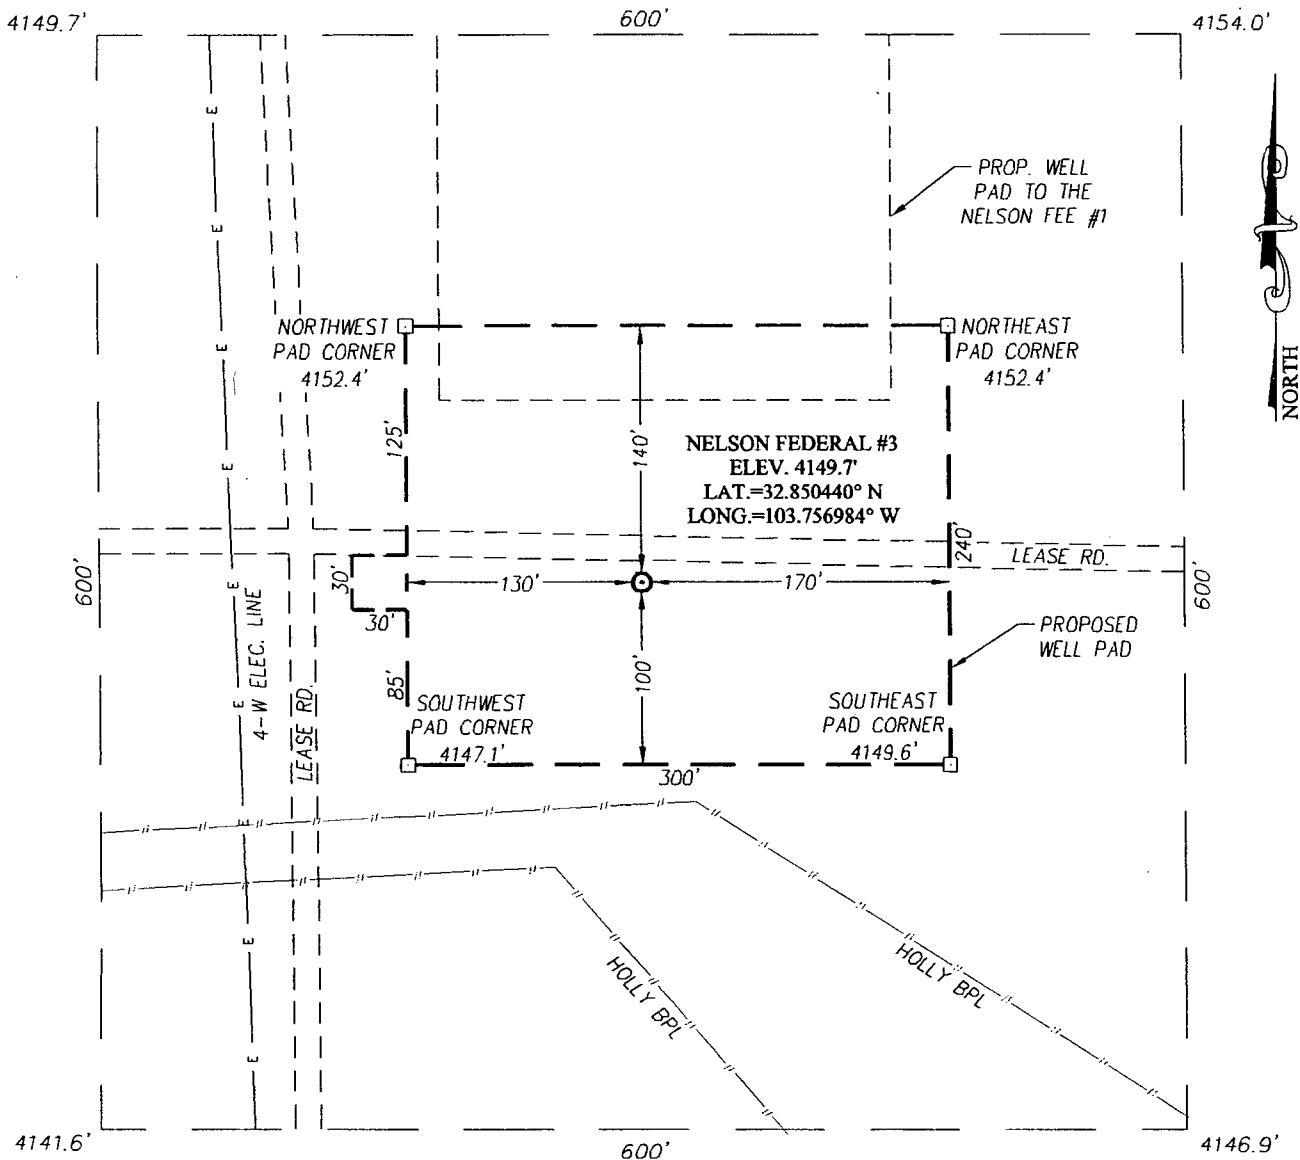 4149.7'
600'
4154.0'
PROP. WELL
PAD TO THE
NELSON FEE #1
NORTH
NORTHWEST
PAD CORNER
4152.4'
NORTHEAST
PAD CORNER
4152.4'
E
E
E
E
E
E
E
E
E
125'
140'
NELSON FEDERAL #3
ELEV. 4149.7'
LAT.=32.850440° N
LONG.=103.756984° W
240'
LEASE RD.
600'
30'
30'
130'
170'
600'
4-W ELEC. LINE
LEASE RD.
85'
100'
PROPOSED
WELL PAD
SOUTHWEST
PAD CORNER
4147.1'
SOUTHEAST
PAD CORNER
4149.6'
300'
HOLLY BPL
HOLLY BPL
4141.6'
600'
4146.9'